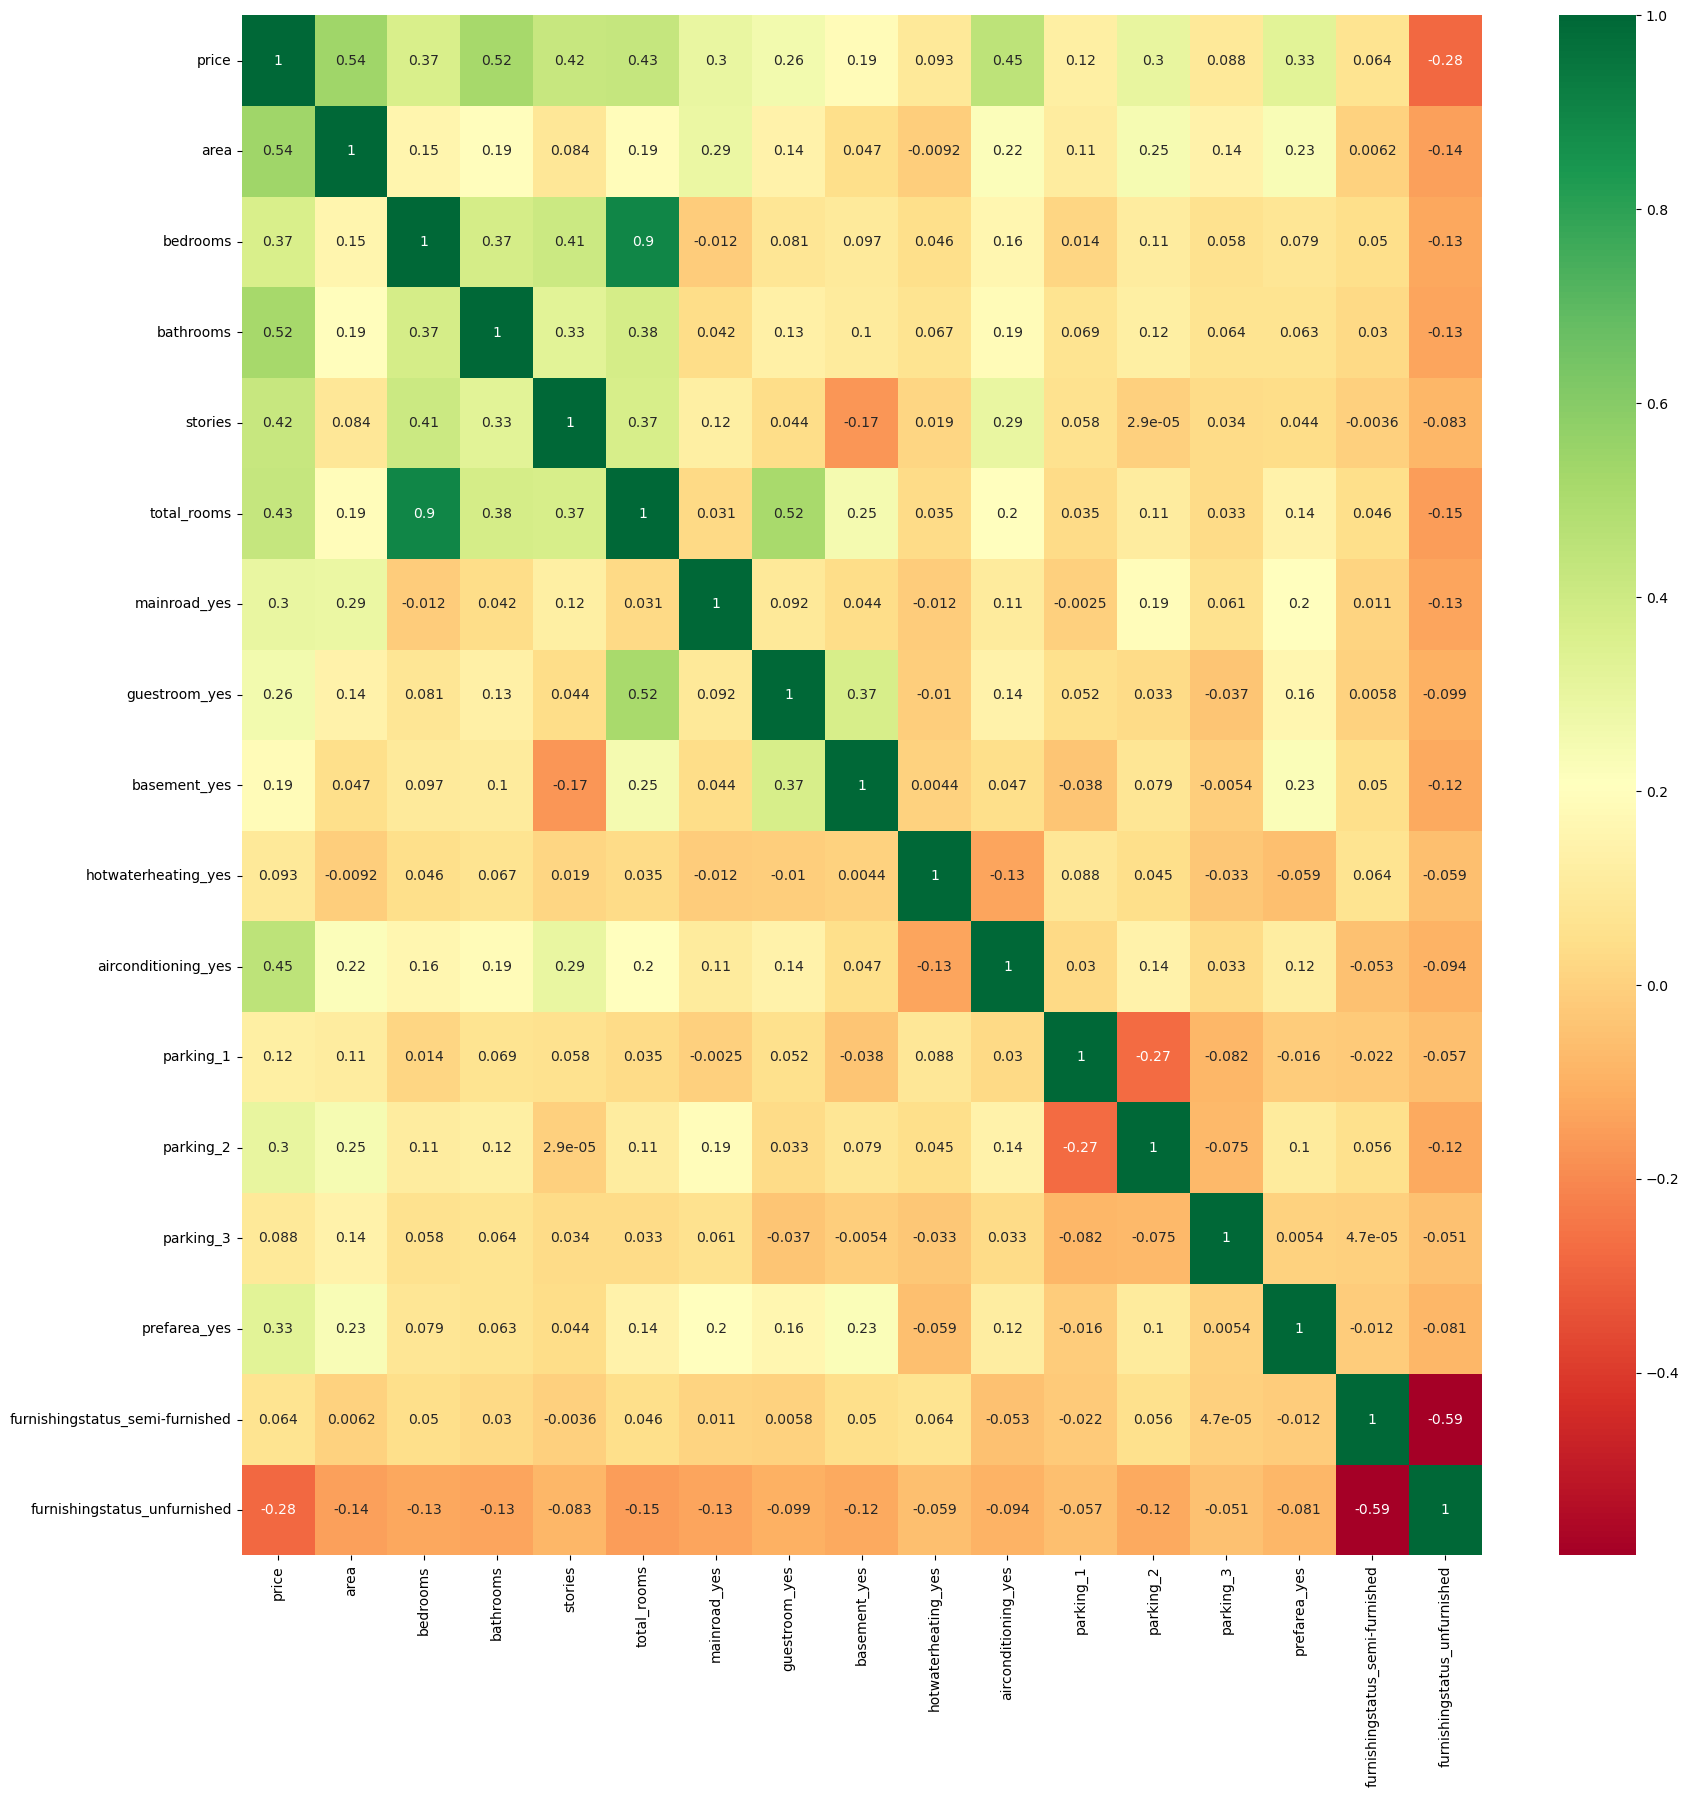 price 1 0.54 0.37 0.52 0.42 0.43 0.3 0.26 0.19 0.093 0.45 0.12 0.3 0.088 0.33 0.064 -0.28
area 0.54 1 0.15 0.19 0.084 0.19 0.29 0.14 0.047 -0.0092 0.22 0.11 0.25 0.14 0.23 0.0062 -0.14
bedrooms 0.37 0.15 1 0.37 0.41 0.9 -0.012 0.081 0.097 0.046 0.16 0.014 0.11 0.058 0.079 0.05 -0.13
bathrooms 0.52 0.19 0.37 1 0.33 0.38 0.042 0.13 0.1 0.067 0.19 0.069 0.12 0.064 0.063 0.03 -0.13
stories 0.42 0.084 0.41 0.33 1 0.37 0.12 0.044 -0.17 0.019 0.29 0.058 2.9e-05 0.034 0.044 -0.0036 -0.083
total_rooms 0.43 0.19 0.9 0.38 0.37 1 0.031 0.52 0.25 0.035 0.2 0.035 0.11 0.033 0.14 0.046 -0.15
mainroad_yes 0.3 0.29 -0.012 0.042 0.12 0.031 1 0.092 0.044 -0.012 0.11 -0.0025 0.19 0.061 0.2 0.011 -0.13
guestroom_yes 0.26 0.14 0.081 0.13 0.044 0.52 0.092 1 0.37 -0.01 0.14 0.052 0.033 -0.037 0.16 0.0058 -0.099
basement_yes 0.19 0.047 0.097 0.1 -0.17 0.25 0.044 0.37 1 0.0044 0.047 -0.038 0.079 -0.0054 0.23 0.05 -0.12
hotwaterheating_yes 0.093 -0.0092 0.046 0.067 0.019 0.035 -0.012 -0.01 0.0044 1 -0.13 0.088 0.045 -0.033 -0.059 0.064 -0.059
airconditioning_yes 0.45 0.22 0.16 0.19 0.29 0.2 0.11 0.14 0.047 -0.13 1 0.03 0.14 0.033 0.12 -0.053 -0.094
parking_1 0.12 0.11 0.014 0.069 0.058 0.035 -0.0025 0.052 -0.038 0.088 0.03 1 -0.27 -0.082 -0.016 -0.022 -0.057
parking_2 0.3 0.25 0.11 0.12 2.9e-05 0.11 0.19 0.033 0.079 0.045 0.14 -0.27 1 -0.075 0.1 0.056 -0.12
parking_3 0.088 0.14 0.058 0.064 0.034 0.033 0.061 -0.037 -0.0054 -0.033 0.033 -0.082 -0.075 1 0.0054 4.7e-05 -0.051
prefarea_yes 0.33 0.23 0.079 0.063 0.044 0.14 0.2 0.16 0.23 -0.059 0.12 -0.016 0.1 0.0054 1 -0.012 -0.081
furnishingstatus_semi-furnished 0.064 0.0062 0.05 0.03 -0.0036 0.046 0.011 0.0058 0.05 0.064 -0.053 -0.022 0.056 4.7e-05 -0.012 1 -0.59
furnishingstatus_unfurnished -0.28 -0.14 -0.13 -0.13 -0.083 -0.15 -0.13 -0.099 -0.12 -0.059 -0.094 -0.057 -0.12 -0.051 -0.081 -0.59 1
price
area
bedrooms
bathrooms
stories
total_rooms
mainroad_yes
guestroom_yes
basement_yes
hotwaterheating_yes
airconditioning_yes
parking_1
parking_2
parking_3
prefarea_yes
furnishingstatus_semi-furnished
furnishingstatus_unfurnished
1.0
0.8
0.6
0.4
0.2
0.0
−0.2
−0.4